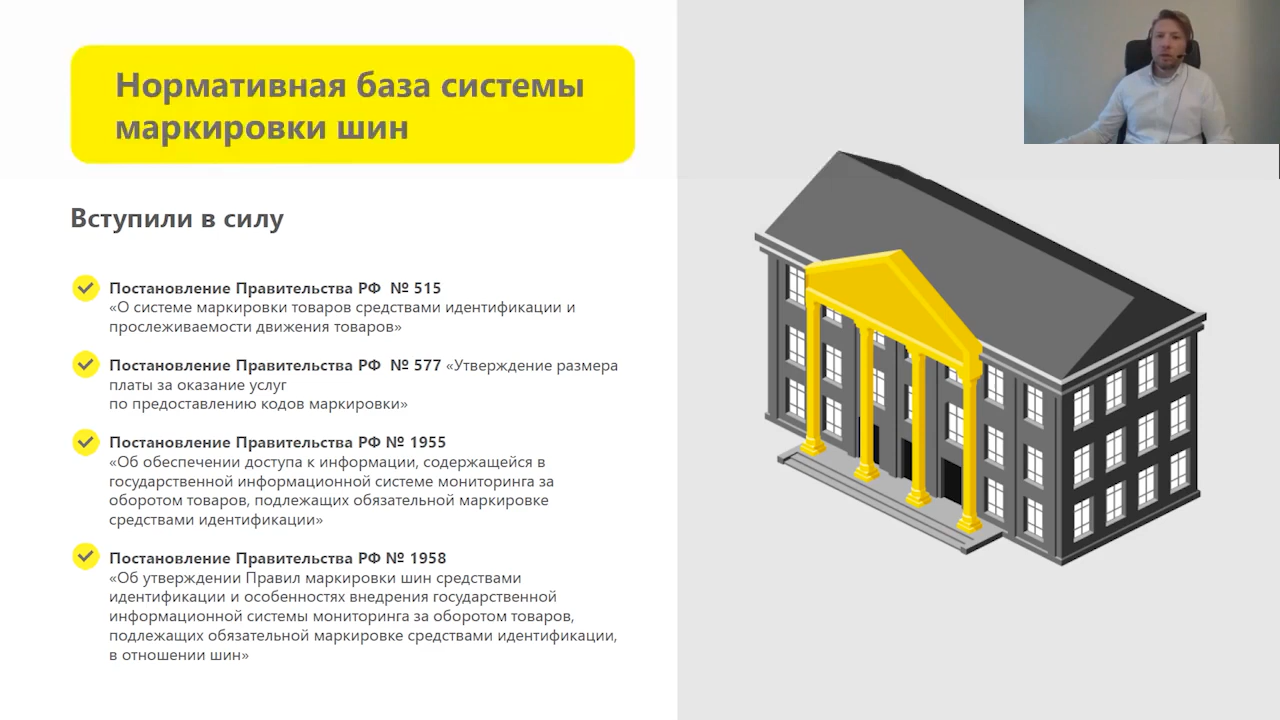 Нормативная база системы
маркировки шин
Вступили в силу
Постановление Правительства РФ № 515
«О системе маркировки товаров средствами идентификации и
прослеживаемости движения товаров»
Постановление Правительства РФ № 577 «Утверждение размера
платы за оказание услуг
по предоставлению кодов маркировки»
Постановление Правительства РФ № 1955
«Об обеспечении доступа к информации, содержащейся в
государственной информационной системе мониторинга за
оборотом товаров, подлежащих обязательной маркировке
средствами идентификации»
Постановление Правительства РФ № 1958
«Об утверждении Правил маркировки шин средствами
идентификации и особенностях внедрения государственной
информационной системы мониторинга за оборотом товаров,
подлежащих обязательной маркировке средствами идентификации,
в отношении шин»